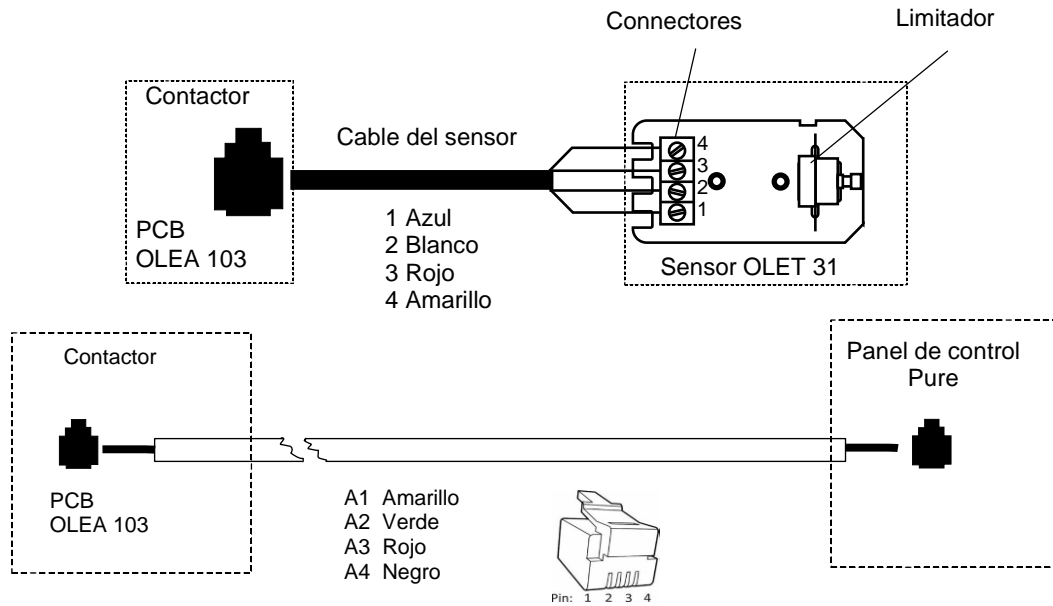 Connectores
Limitador
Contactor
Cable del sensor
4
3
2
1
PCB
OLEA 103
1 Azul
2 Blanco
3 Rojo
4 Amarillo
Sensor OLET 31
Contactor
Panel de control
Pure
PCB
OLEA 103
A1 Amarillo
A2 Verde
A3 Rojo
A4 Negro
Pin: 1 2 3 4